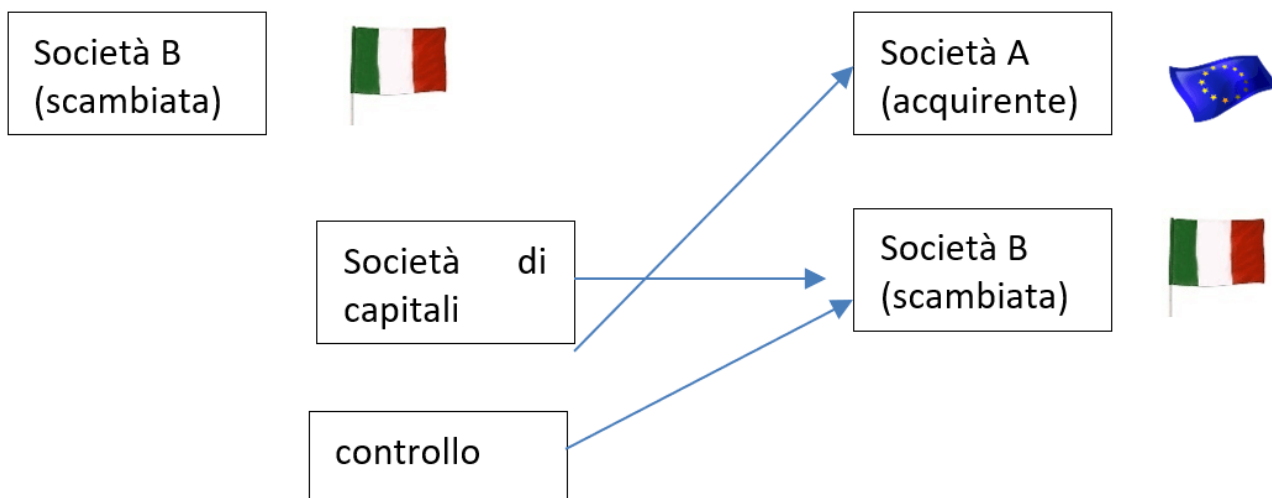 Società B
(scambiata)
Società A
(acquirente)
Società di
capitali
Società B
(scambiata)
controllo